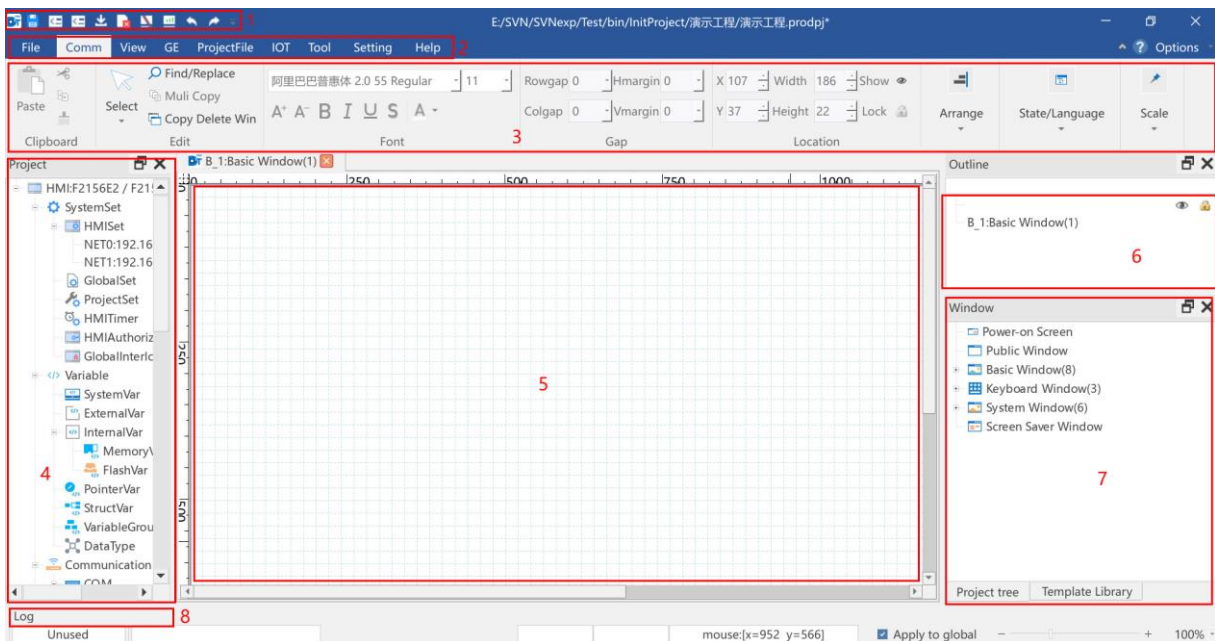 1
E:/SVN/SVNexp/Test/bin/InitProject/演示工程/演示工程.prodpj*
File Comm View GE ProjectFile IOT Tool Setting Help 2 ? Options
Find/Replace 阿里巴巴普惠体 2.0 55 Regular 11 Rowgap 0 Hmargin 0 X 107 Width 186 Show
Paste Select Muli Copy
Copy Delete Win A+ A- B I U S A Colgap 0 Vmargin 0 Y 37 Height 22 Lock Arrange State/Language Scale
Clipboard Edit Font 3 Gap Location
Project
HMI:F2156E2 / F21
SystemSet
HMISet
NET0:192.16
NET1:192.16
GlobalSet
ProjectSet
HMITimer
HMIAuthoriz
GlobalInterlc
Variable
SystemVar
ExternalVar
InternalVar
MemoryV
FlashVar
4
PointerVar
StructVar
VariableGrou
DataType
Communication
COM
B_1:Basic Window(1)
0 250 500 750 1000
250
500
5
Outline
B_1:Basic Window(1)
6
Window
Power-on Screen
Public Window
Basic Window(8)
Keyboard Window(3)
System Window(6)
Screen Saver Window
7
Project tree Template Library
Log 8
Unused mouse:[x=952 y=566] Apply to global - + 100%